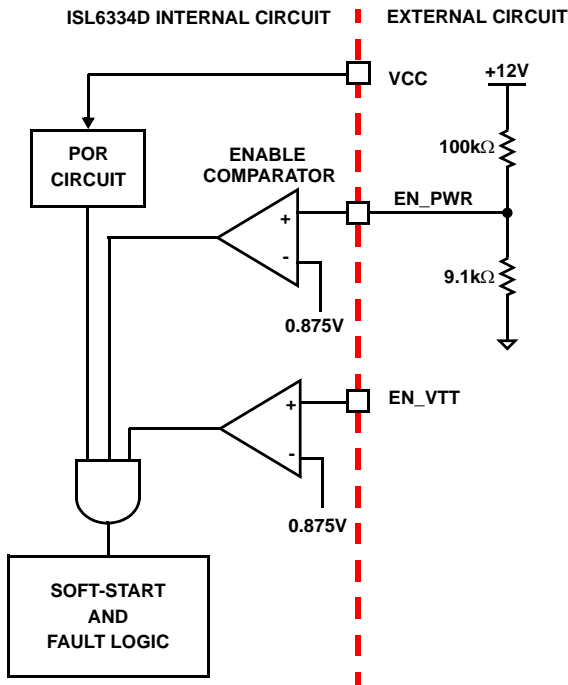 ISL6334D INTERNAL CIRCUIT
EXTERNAL CIRCUIT
VCC
+12V
POR
CIRCUIT
ENABLE
COMPARATOR
100kΩ
EN_PWR
+
-
9.1kΩ
0.875V
EN_VTT
+
-
0.875V
SOFT-START
AND
FAULT LOGIC